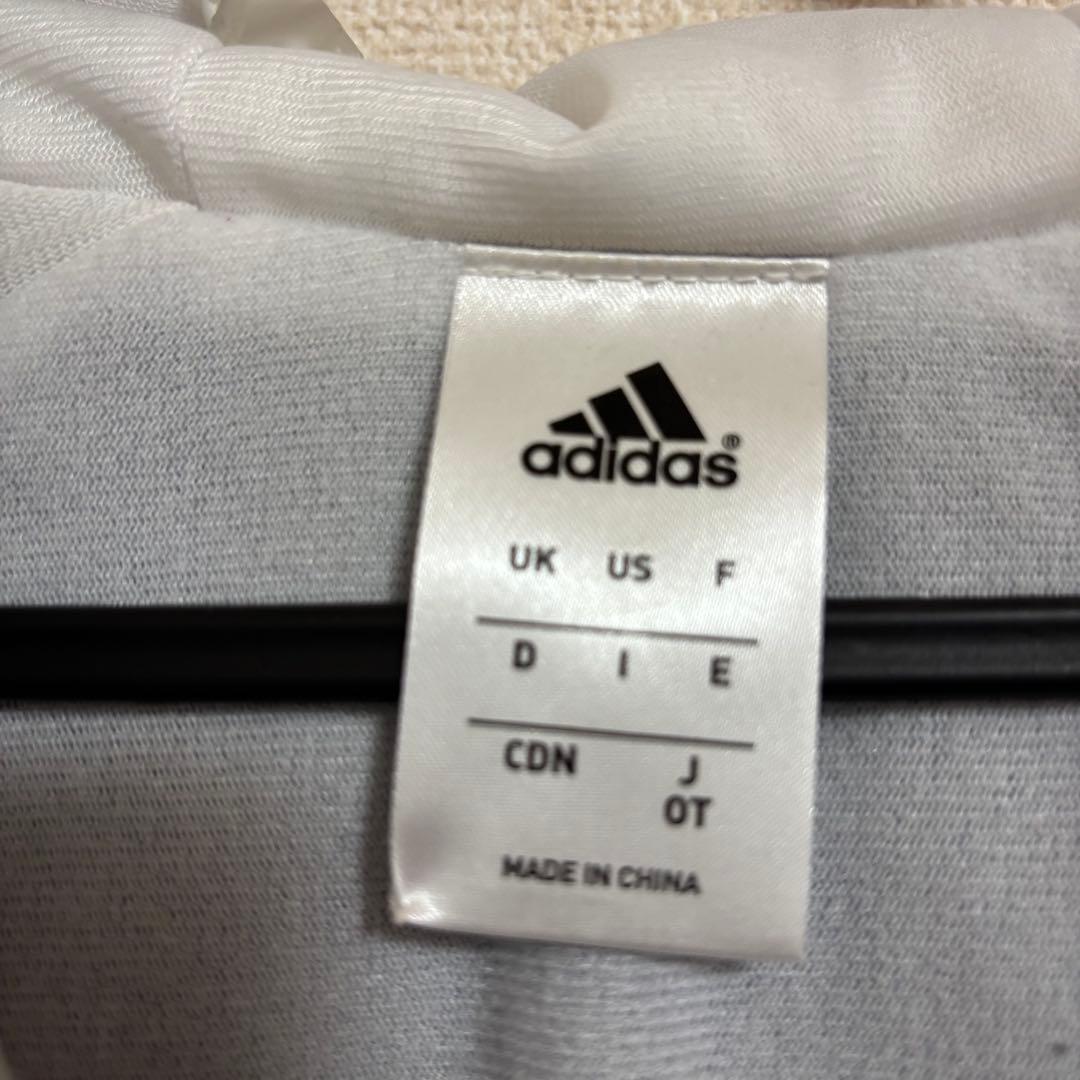 adidas®
UK US F
D I E
CDN J
OT
MADE IN CHINA